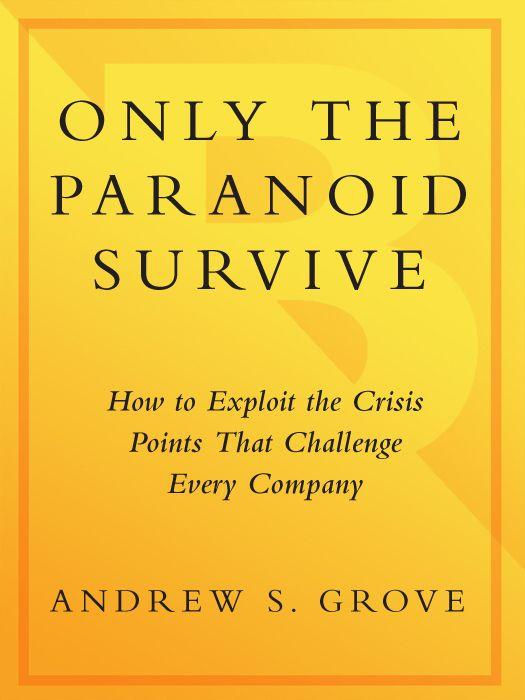 ONLY THE
PARANOID
SURVIVE
How to Exploit the Crisis
Points That Challenge
Every Company
ANDREW S. GROVE